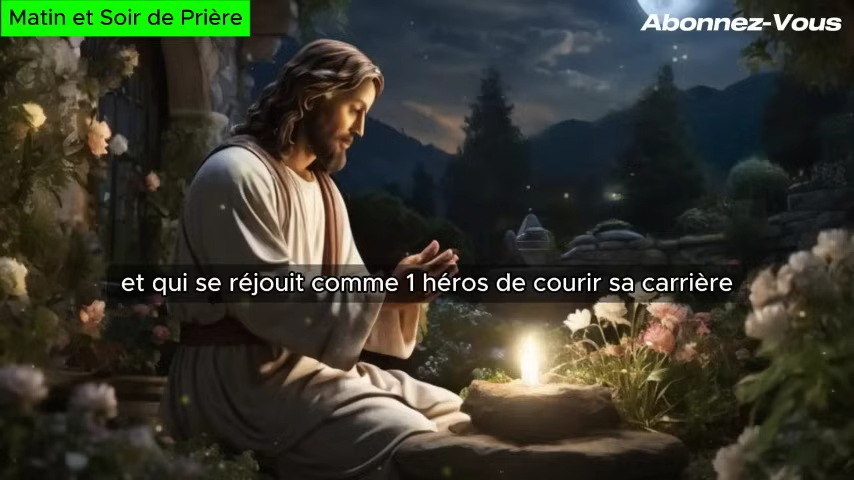 Matin et Soir de Prière
Abonnez-Vous
et qui se réjouit comme 1 héros de courir sa carrière